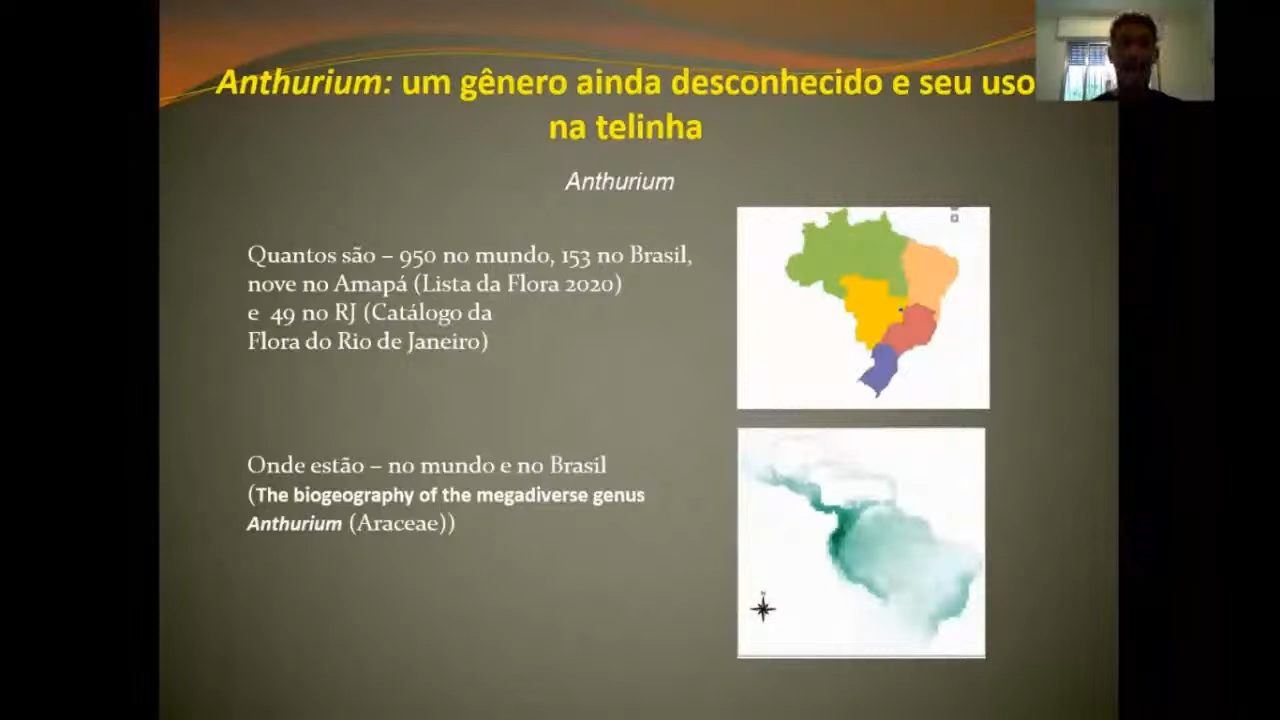 Anthurium: um gênero ainda desconhecido e seu uso
na telinha
Anthurium
Quantos são – 950 no mundo, 153 no Brasil,
nove no Amapá (Lista da Flora 2020)
e 49 no RJ (Catálogo da
Flora do Rio de Janeiro)
Onde estão – no mundo e no Brasil
(The biogeography of the megadiverse genus
Anthurium (Araceae))
N